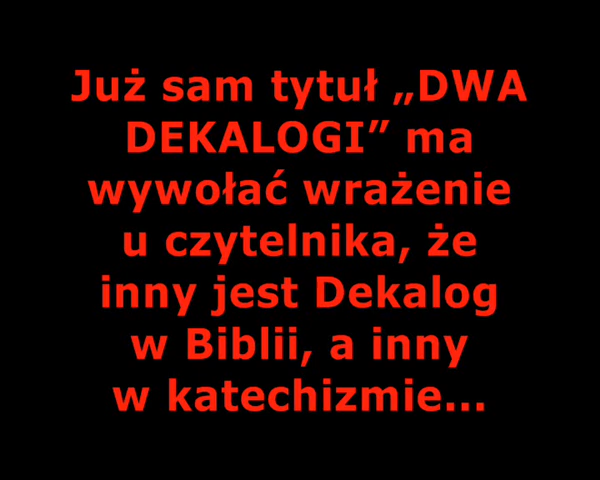 Już sam tytuł „DWA
DEKALOGI” ma
wywołać wrażenie
u czytelnika, że
inny jest Dekalog
w Biblii, a inny
w katechizmie...